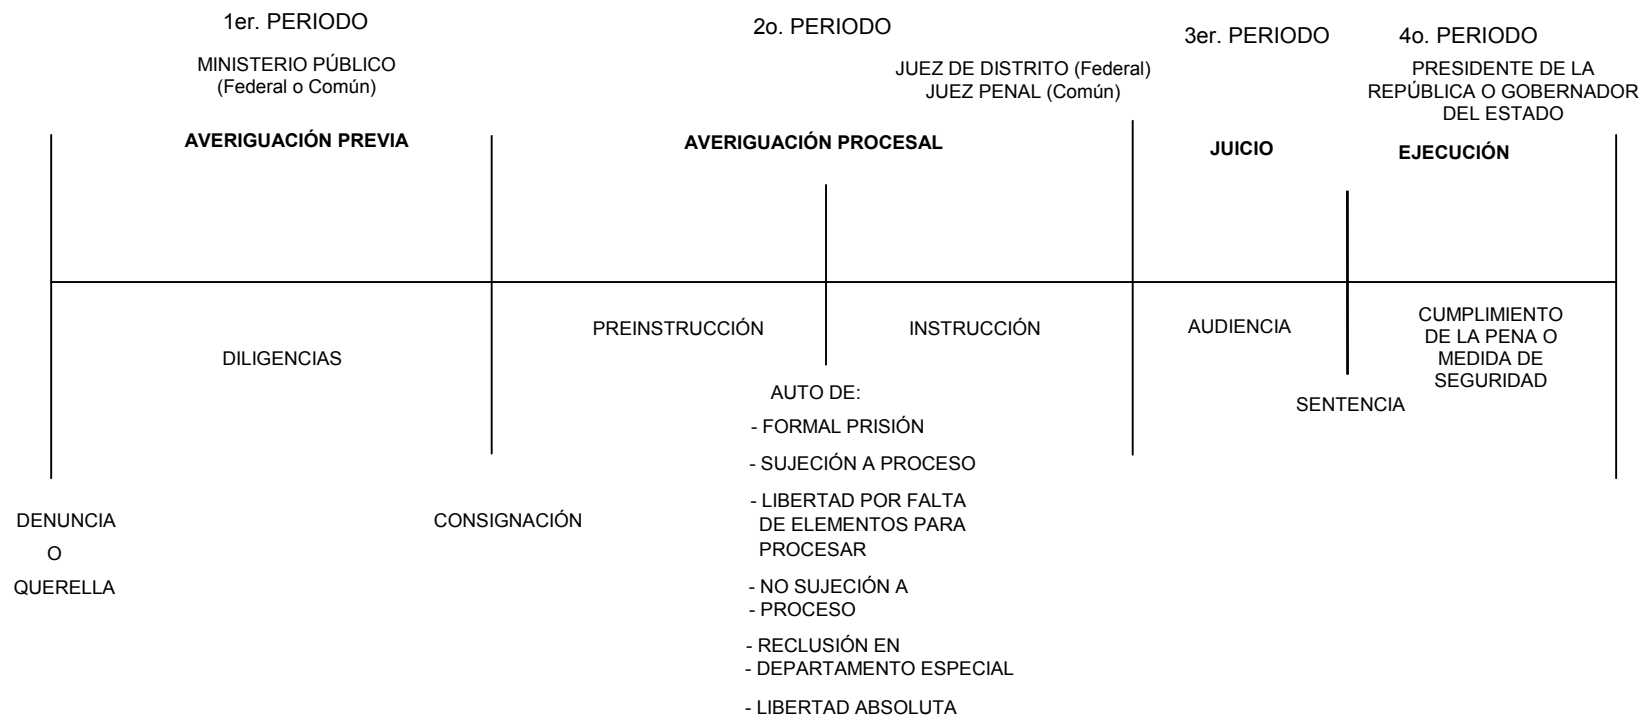 1er. PERIODO
MINISTERIO PÚBLICO
(Federal o Común)
AVERIGUACIÓN PREVIA
DILIGENCIAS
DENUNCIA
O
QUERELLA
CONSIGNACIÓN
2o. PERIODO
JUEZ DE DISTRITO (Federal)
JUEZ PENAL (Común)
AVERIGUACIÓN PROCESAL
PREINSTRUCCIÓN
INSTRUCCIÓN
AUTO DE:
- FORMAL PRISIÓN
- SUJECIÓN A PROCESO
- LIBERTAD POR FALTA
DE ELEMENTOS PARA
PROCESAR
- NO SUJECIÓN A
- PROCESO
- RECLUSIÓN EN
- DEPARTAMENTO ESPECIAL
- LIBERTAD ABSOLUTA
3er. PERIODO
JUICIO
AUDIENCIA
SENTENCIA
4o. PERIODO
PRESIDENTE DE LA
REPÚBLICA O GOBERNADOR
DEL ESTADO
EJECUCIÓN
CUMPLIMIENTO
DE LA PENA O
MEDIDA DE
SEGURIDAD